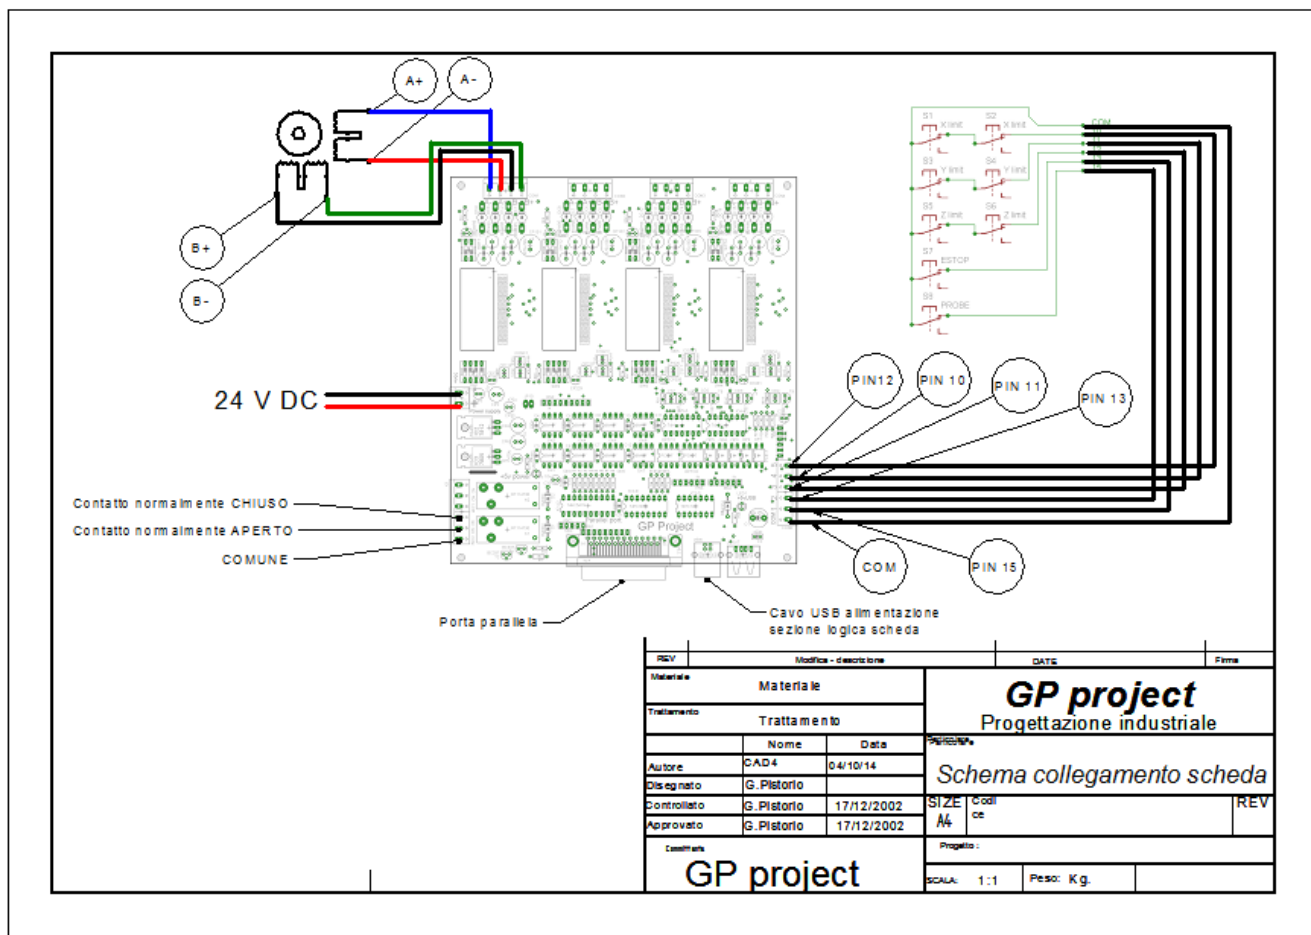 A+
A-
S1
X limit
S2
X limit
COM
S3
Y limit
S4
Y limit
S5
Z limit
S6
Z limit
S7
ESTOP
S8
PROBE
B+
B-
24 V DC
PIN12
PIN 10
PIN 11
PIN 13
Contatto normalmente CHIUSO
Contatto normalmente APERTO
COMUNE
GP Project
COM
PIN 15
Porta parallela
Cavo USB alimentazione
sezione logica scheda
REV
Modifica - descrizione
DATE
Firma
Materiale
Materiale
Trattamento
Trattamento
GP project
Progettazione industriale
Nome
Data
Particolare
Autore
CAD4
04/10/14
Schema collegamento scheda
Disegnato
G.Pistorio
Controllato
G.Pistorio
17/12/2002
SIZE
A4
Codi
ce
REV
Approvato
G.Pistorio
17/12/2002
Committente
GP project
Progetto :
SCALA:
1:1
Peso: Kg.